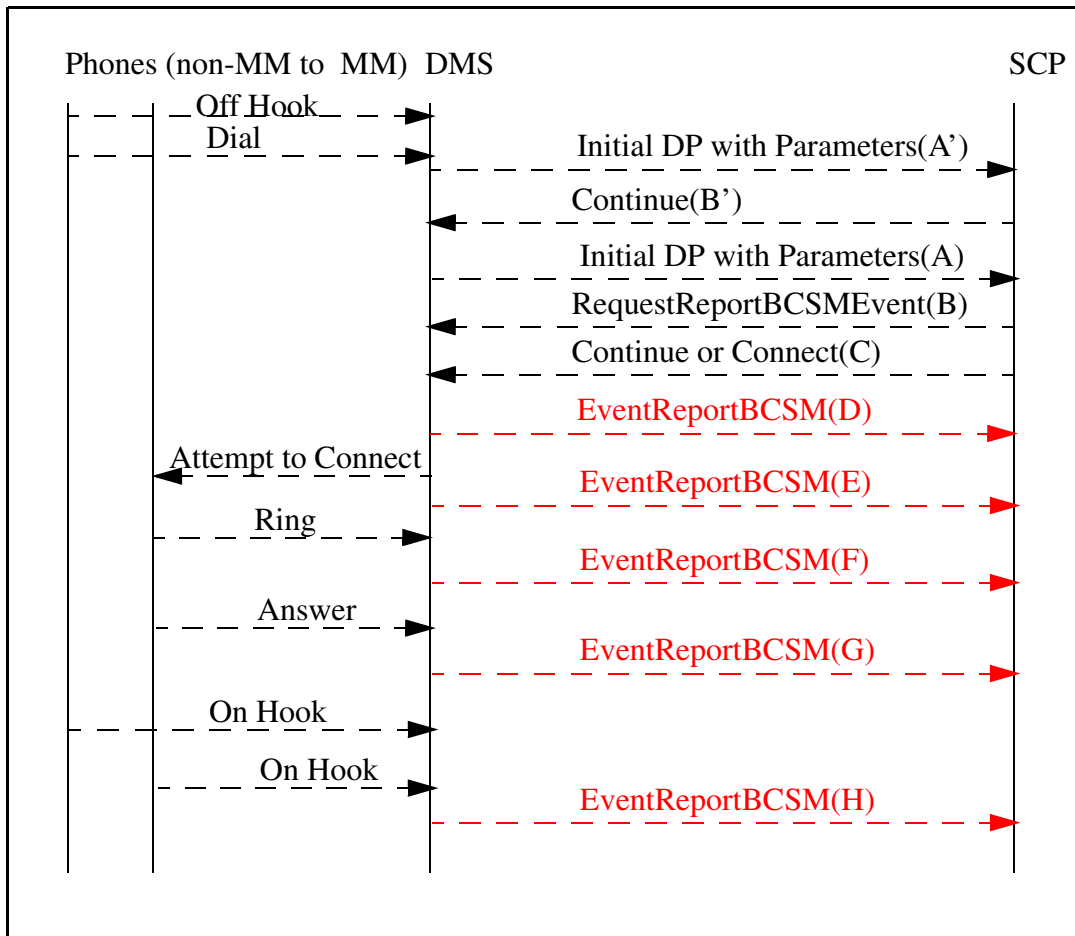 Phones (non-MM to MM) DMS SCP
Off Hook
Dial
Initial DP with Parameters(A’)
Continue(B’)
Initial DP with Parameters(A)
RequestReportBCSMEvent(B)
Continue or Connect(C)
EventReportBCSM(D)
Attempt to Connect
EventReportBCSM(E)
Ring
EventReportBCSM(F)
Answer
EventReportBCSM(G)
On Hook
On Hook
EventReportBCSM(H)